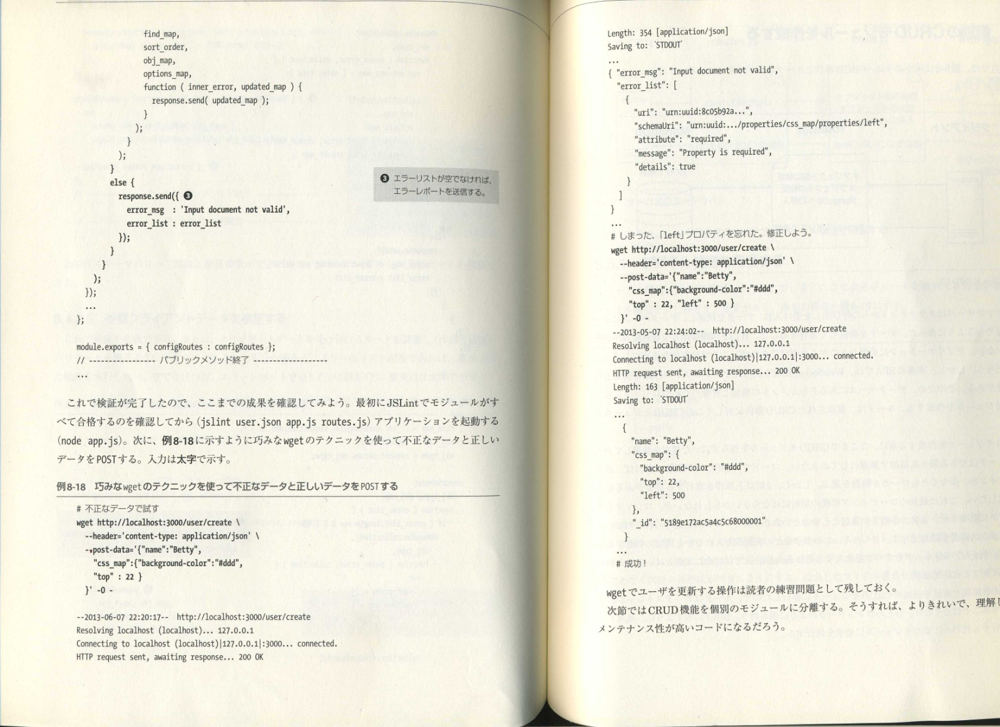 find_map,
sort_order,
obj_map,
options_map,
function ( inner_error, updated_map ) {
response.send( updated_map );
}
);
}
);
}
else {
response.send({ ❸
error_msg  : 'Input document not valid',
error_list : error_list
});
}
}
);
});
...
};
module.exports = { configRoutes : configRoutes };
// ---------------- パブリックメソッド終了 ------------------
...
❸ エラーリストが空でなければ、
エラーレポートを送信する。
これで検証が完了したので、ここまでの成果を確認してみよう。最初にJSLintでモジュールがす
べて合格するのを確認してから (jslint user.json app.js routes.js) アプリケーションを起動する
(node app.js)。次に、例8-18に示すように巧みなwgetのテクニックを使って不正なデータと正しい
データをPOSTする。入力は太字で示す。
例8-18　巧みなwgetのテクニックを使って不正なデータと正しいデータをPOSTする
# 不正なデータで試す
wget http://localhost:3000/user/create \
--header='content-type: application/json' \
--post-data='{"name":"Betty",
"css_map":{"background-color":"#ddd",
"top" : 22 }
}' -O -
--2013-06-07 22:20:17--  http://localhost:3000/user/create
Resolving localhost (localhost)... 127.0.0.1
Connecting to localhost (localhost)|127.0.0.1|:3000... connected.
HTTP request sent, awaiting response... 200 OK
Length: 354 [application/json]
Saving to: 'STDOUT'
...
{ "error_msg": "Input document not valid",
"error_list": [
{
"uri": "urn:uuid:8c05b92a...",
"schemaUri": "urn:uuid:.../properties/css_map/properties/left",
"attribute": "required",
"message": "Property is required",
"details": true
}
]
}
...
# しまった、「left」プロパティを忘れた。修正しよう。
wget http://localhost:3000/user/create \
--header='content-type: application/json' \
--post-data='{"name":"Betty",
"css_map":{"background-color":"#ddd",
"top" : 22, "left" : 500 }
}' -O -
--2013-05-07 22:24:02--  http://localhost:3000/user/create
Resolving localhost (localhost)... 127.0.0.1
Connecting to localhost (localhost)|127.0.0.1|:3000... connected.
HTTP request sent, awaiting response... 200 OK
Length: 163 [application/json]
Saving to: 'STDOUT'
...
{
"name": "Betty",
"css_map": {
"background-color": "#ddd",
"top": 22,
"left": 500
},
"_id": "5189e172ac5a4c5c68000001"
}
...
# 成功！
wgetでユーザを更新する操作は読者の練習問題として残しておく。
次節ではCRUD機能を個別のモジュールに分離する。そうすれば、よりきれいで、理解し
メンテナンス性が高いコードになるだろう。